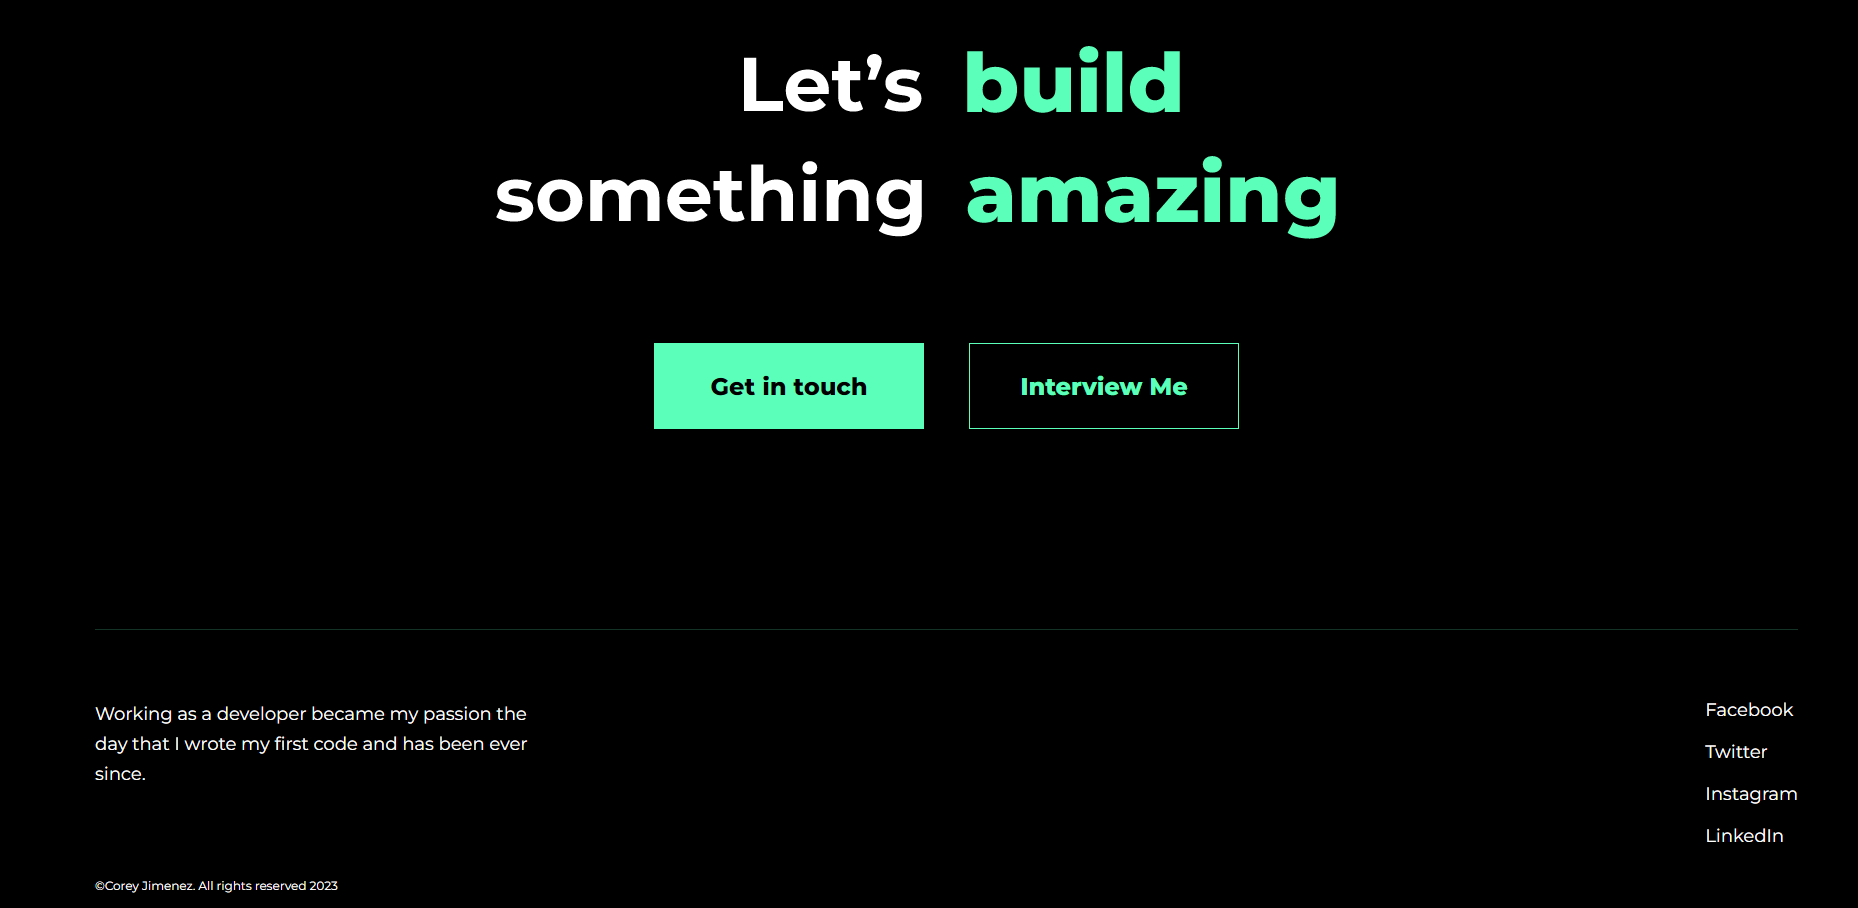 Let’s build
something amazing
Get in touch
Interview Me
Working as a developer became my passion the
day that I wrote my first code and has been ever
since.
Facebook
Twitter
Instagram
LinkedIn
©Corey Jimenez. All rights reserved 2023